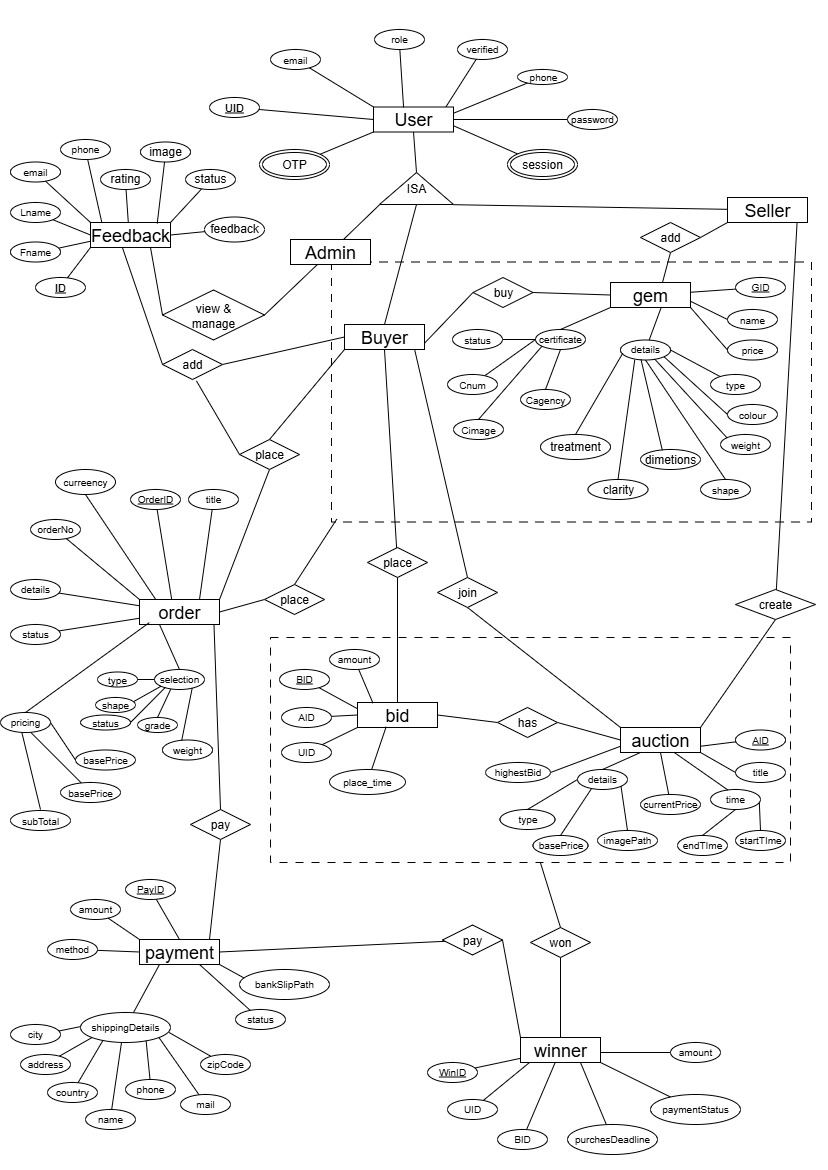 role
verified
email
phone
UID
User
password
OTP
session
phone
image
email
rating
status
ISA
Lname
Seller
Feedback
feedback
add
Fname
Admin
ID
GID
view &
manage
buy
gem
name
Buyer
status
certificate
details
price
add
Cnum
type
Cagency
colour
Cimage
weight
treatment
place
dimetions
clarity
shape
curreency
OrderID
title
orderNo
place
details
join
place
create
order
status
amount
type
selection
BID
shape
AID
bid
has
pricing
status
grade
auction
AID
UID
weight
basePrice
highestBid
details
title
place_time
basePrice
currentPrice
time
subTotal
type
pay
basePrice
imagePath
endTIme
startTIme
PayID
amount
method
payment
pay
won
bankSlipPath
status
shippingDetails
city
winner
amount
address
zipCode
WinID
country
phone
mail
UID
paymentStatus
name
BID
purchesDeadline